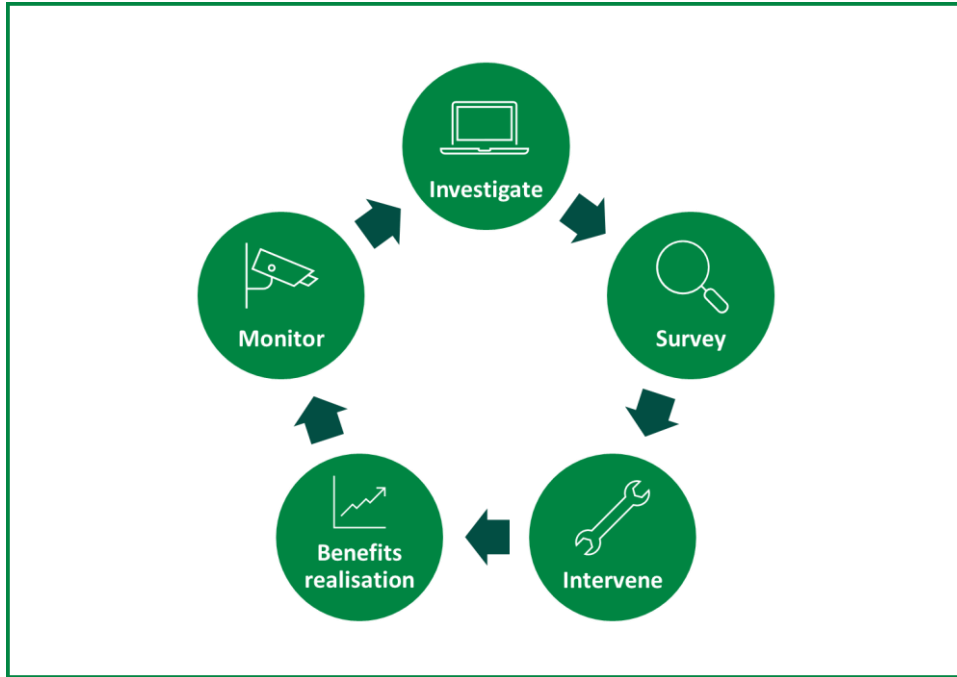 Investigate
Survey
Intervene
Benefits
realisation
Monitor